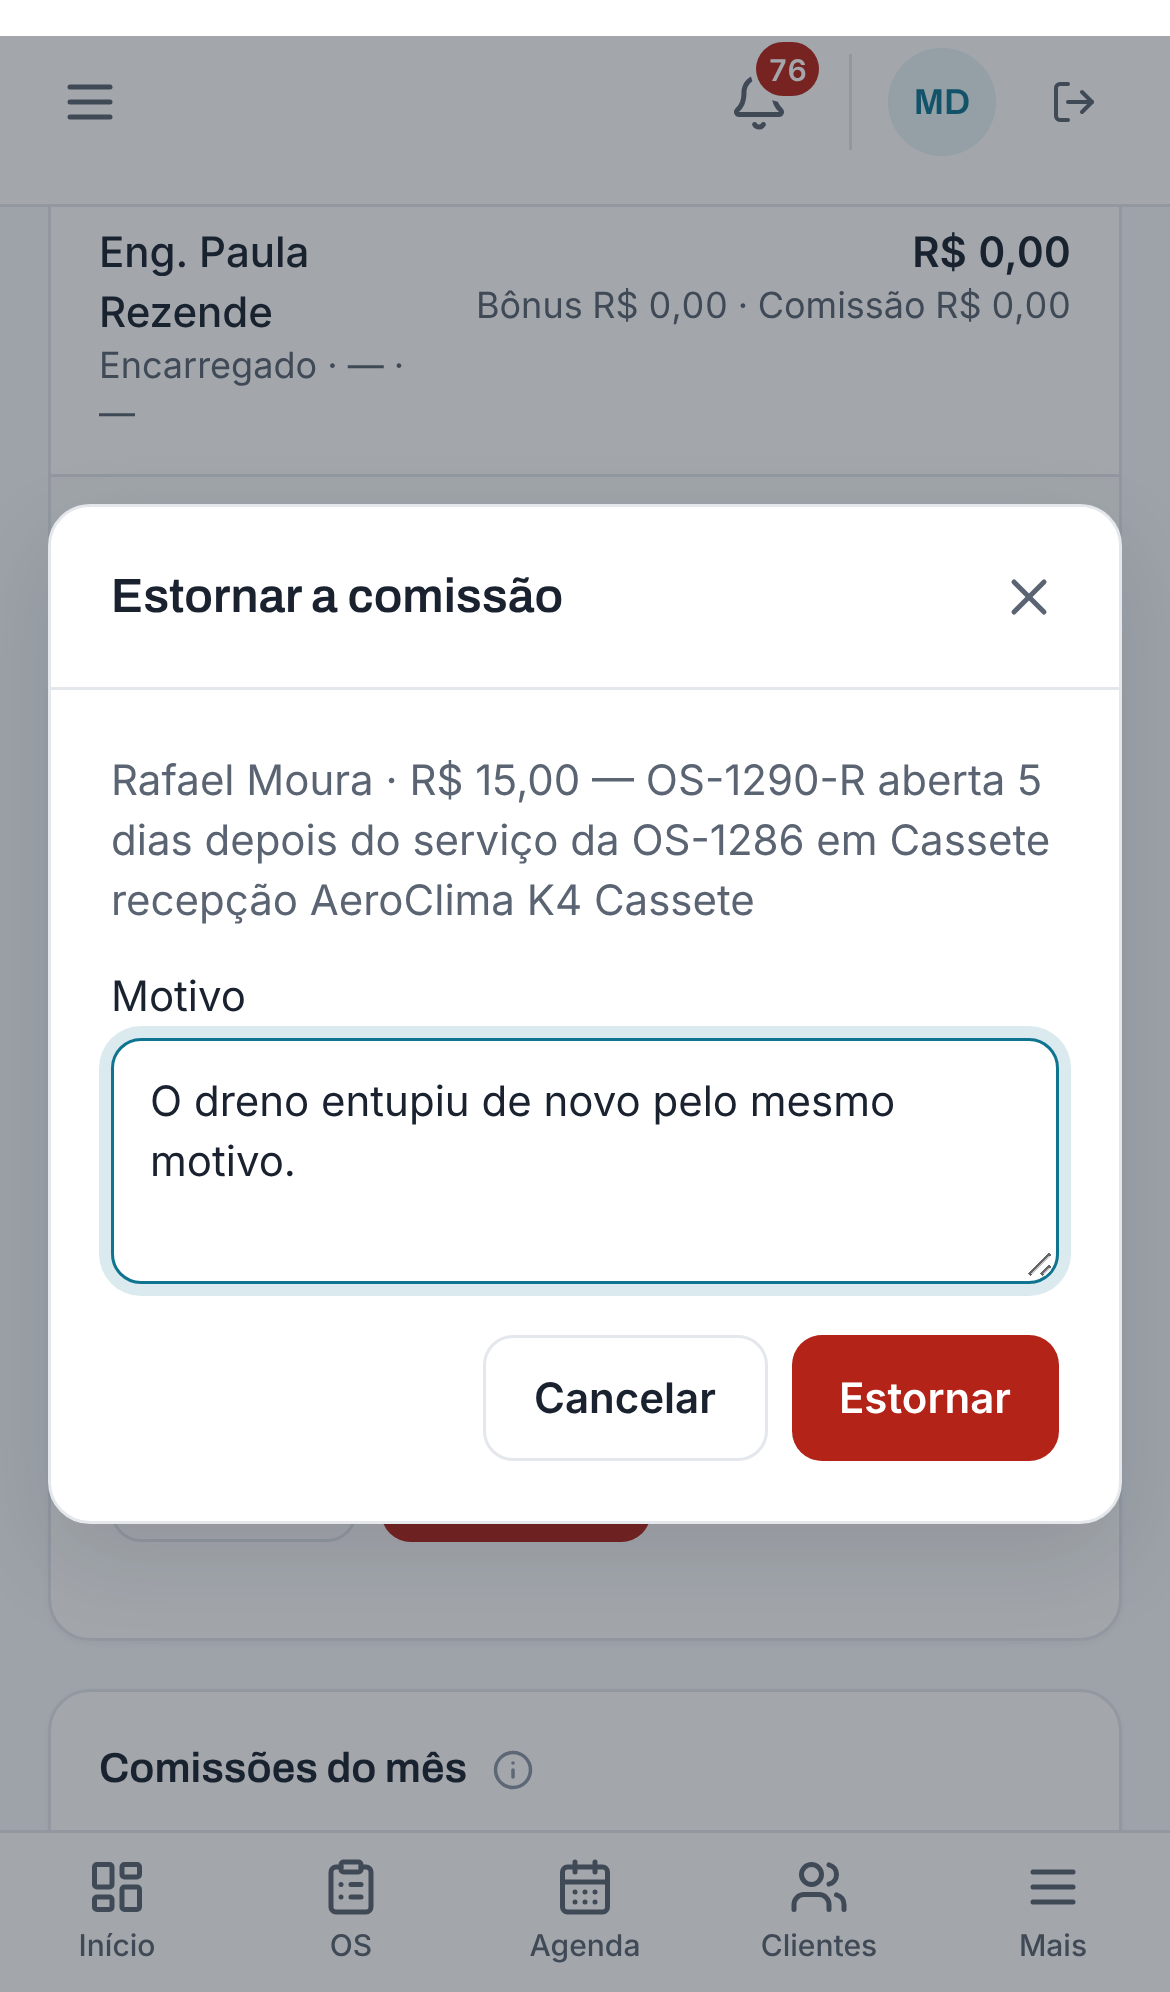 76
MD
Eng. Paula
Rezende
R$ 0,00
Bônus R$ 0,00 · Comissão R$ 0,00
Encarregado · — ·
—
Estornar a comissão
Rafael Moura · R$ 15,00 — OS-1290-R aberta 5
dias depois do serviço da OS-1286 em Cassete
recepção AeroClima K4 Cassete
Motivo
O dreno entupiu de novo pelo mesmo
motivo.
Cancelar
Estornar
Comissões do mês
Início
OS
Agenda
Clientes
Mais